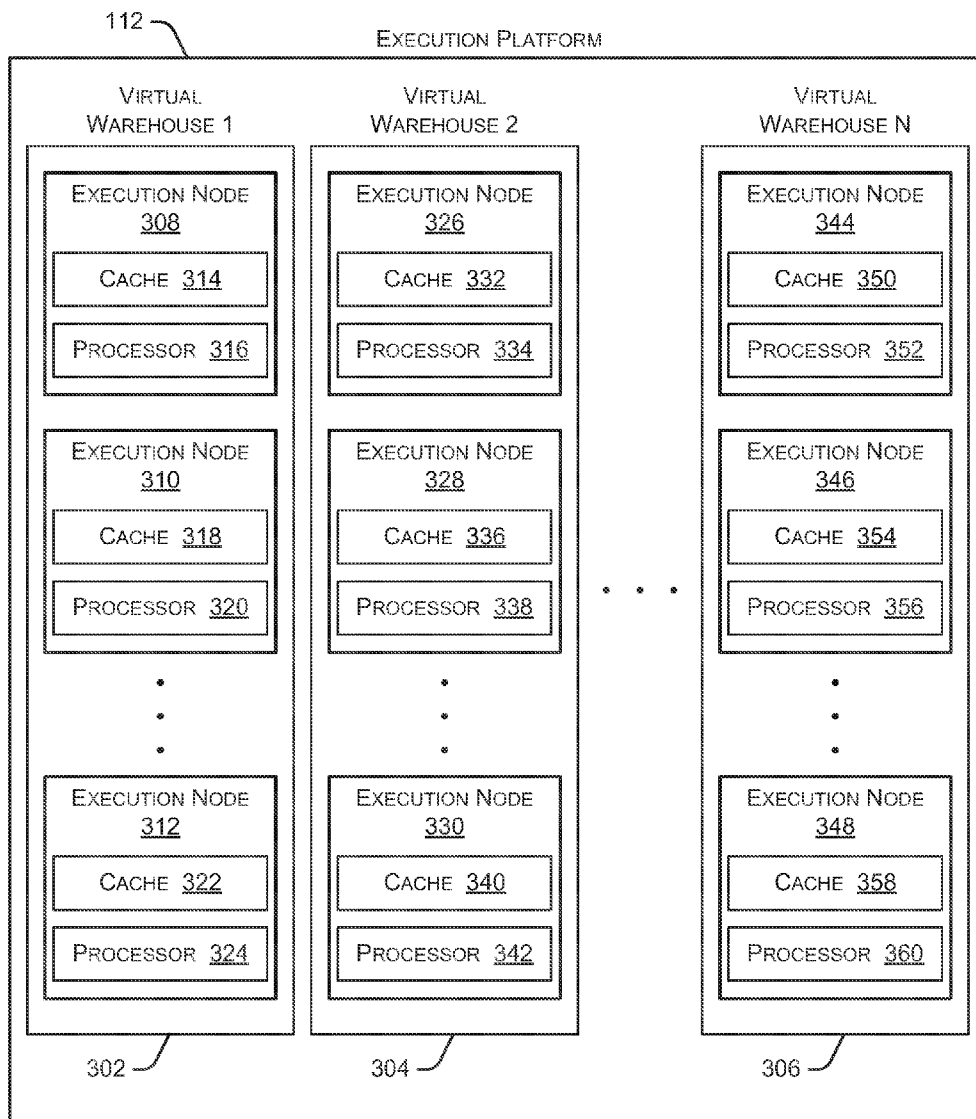 112
EXECUTION PLATFORM
VIRTUAL
WAREHOUSE 1
EXECUTION NODE
308
CACHE 314
PROCESSOR 316
EXECUTION NODE
310
CACHE 318
PROCESSOR 320
EXECUTION NODE
312
CACHE 322
PROCESSOR 324
302
VIRTUAL
WAREHOUSE 2
EXECUTION NODE
326
CACHE 332
PROCESSOR 334
EXECUTION NODE
328
CACHE 336
PROCESSOR 338
EXECUTION NODE
330
CACHE 340
PROCESSOR 342
304
VIRTUAL
WAREHOUSE N
EXECUTION NODE
344
CACHE 350
PROCESSOR 352
EXECUTION NODE
346
CACHE 354
PROCESSOR 356
EXECUTION NODE
348
CACHE 358
PROCESSOR 360
306